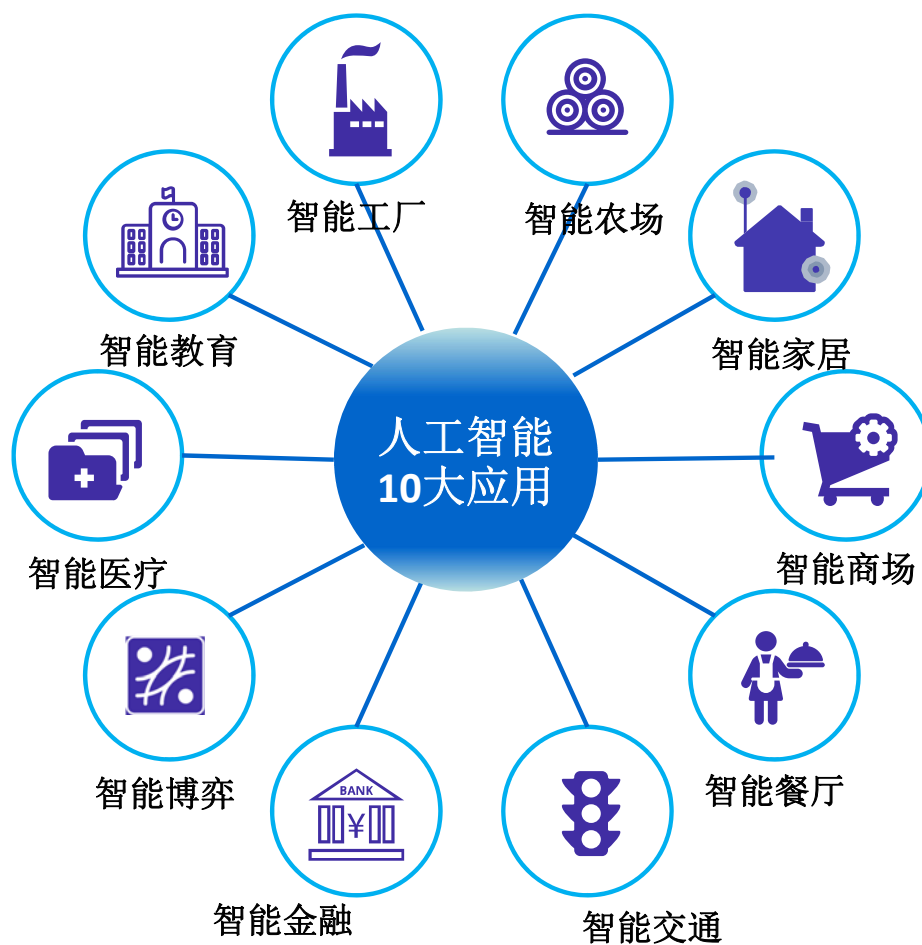 智能工厂
智能农场
智能教育
智能家居
人工智能
10大应用
智能医疗
智能商场
智能博弈
智能餐厅
BANK
¥
智能金融
智能交通